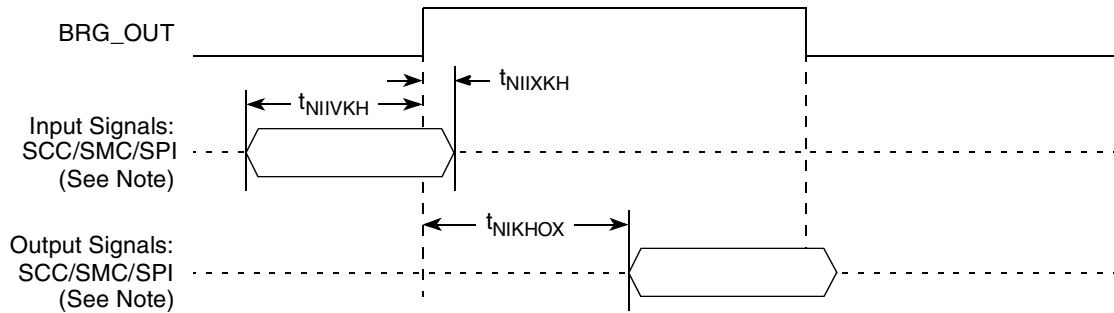 BRG_OUT
tNIIXKH
tNIIVKH
Input Signals:
SCC/SMC/SPI
(See Note)
tNIKHOX
Output Signals:
SCC/SMC/SPI
(See Note)